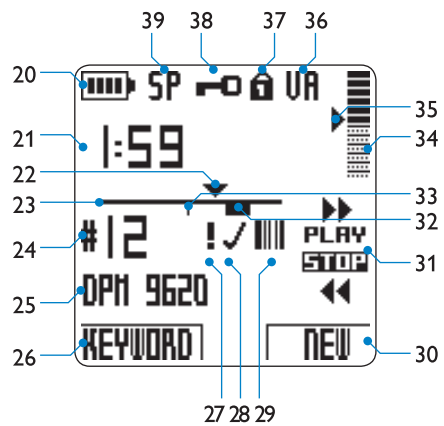 39 38 37 36
20 SP VA
35
21 1:59 34
22
23 33
32
24 #12 ! ✓ PLAY
STOP 31
25 DPM 9620
26 KEYWORD NEW 30
27 28 29